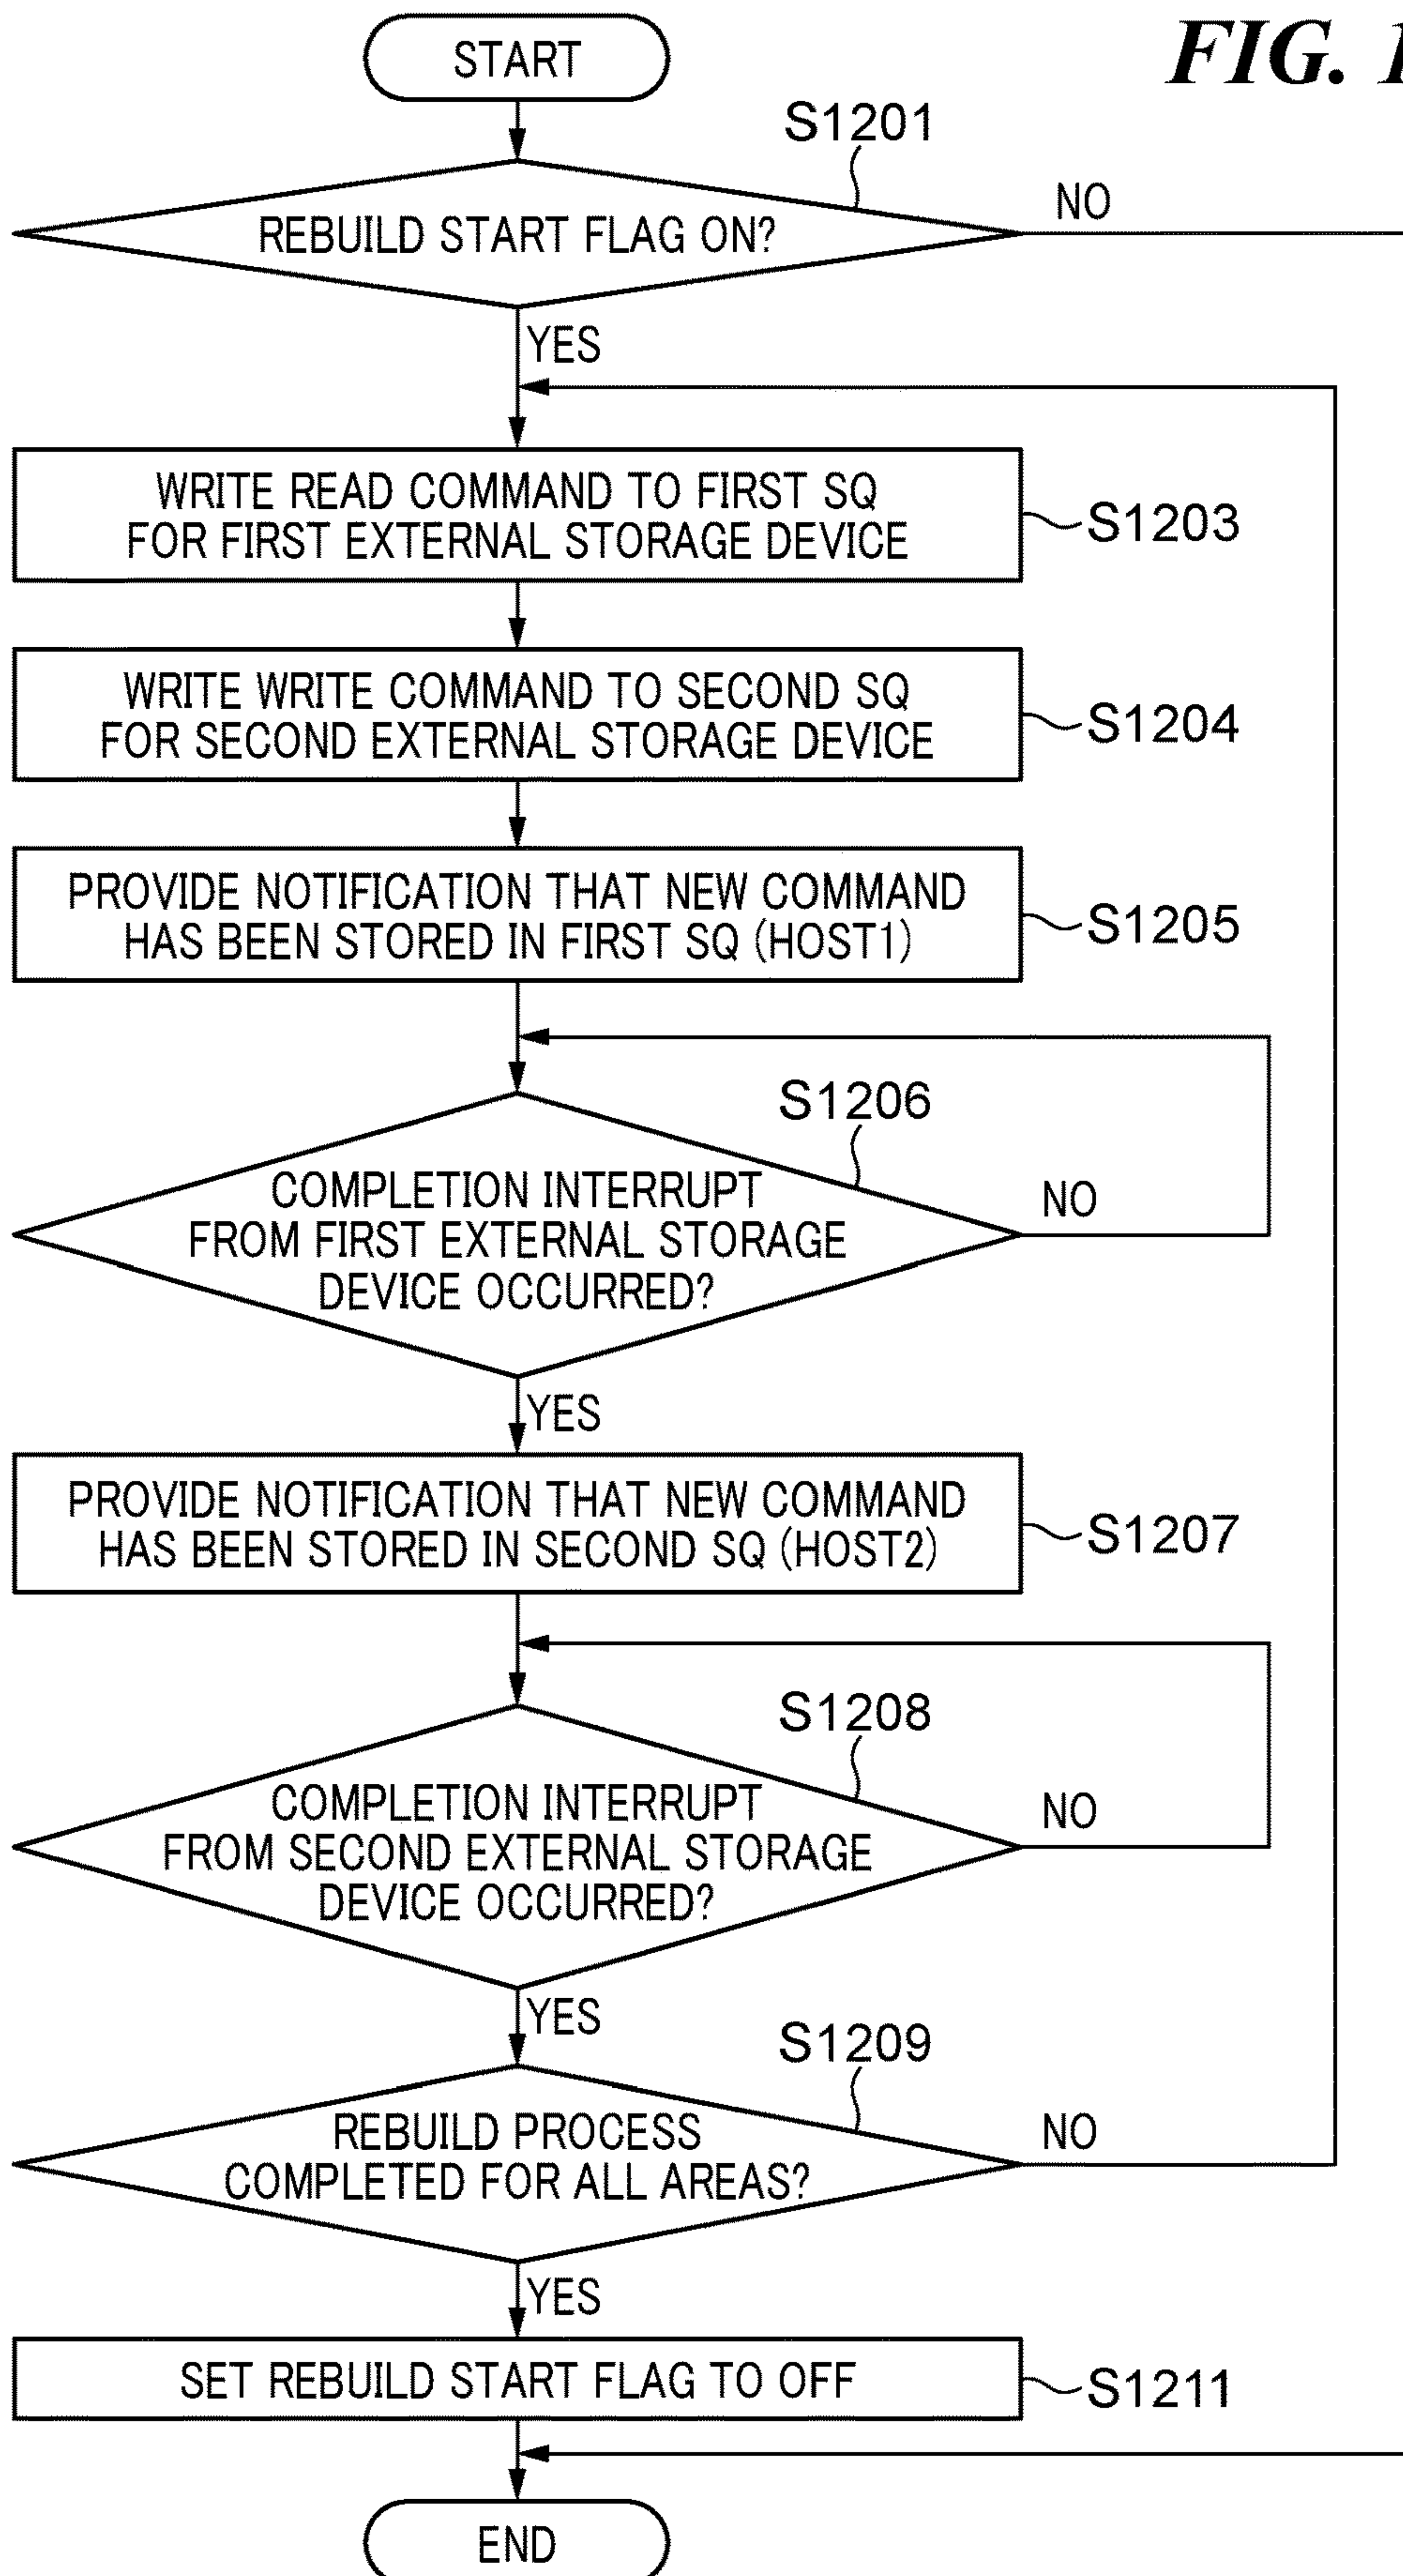 FIG. 1
START
S1201
REBUILD START FLAG ON?
NO
YES
WRITE READ COMMAND TO FIRST SQ
FOR FIRST EXTERNAL STORAGE DEVICE
S1203
WRITE WRITE COMMAND TO SECOND SQ
FOR SECOND EXTERNAL STORAGE DEVICE
S1204
PROVIDE NOTIFICATION THAT NEW COMMAND
HAS BEEN STORED IN FIRST SQ (HOST1)
S1205
S1206
COMPLETION INTERRUPT
FROM FIRST EXTERNAL STORAGE
DEVICE OCCURRED?
NO
YES
PROVIDE NOTIFICATION THAT NEW COMMAND
HAS BEEN STORED IN SECOND SQ (HOST2)
S1207
S1208
COMPLETION INTERRUPT
FROM SECOND EXTERNAL STORAGE
DEVICE OCCURRED?
NO
YES
S1209
REBUILD PROCESS
COMPLETED FOR ALL AREAS?
NO
YES
SET REBUILD START FLAG TO OFF
S1211
END